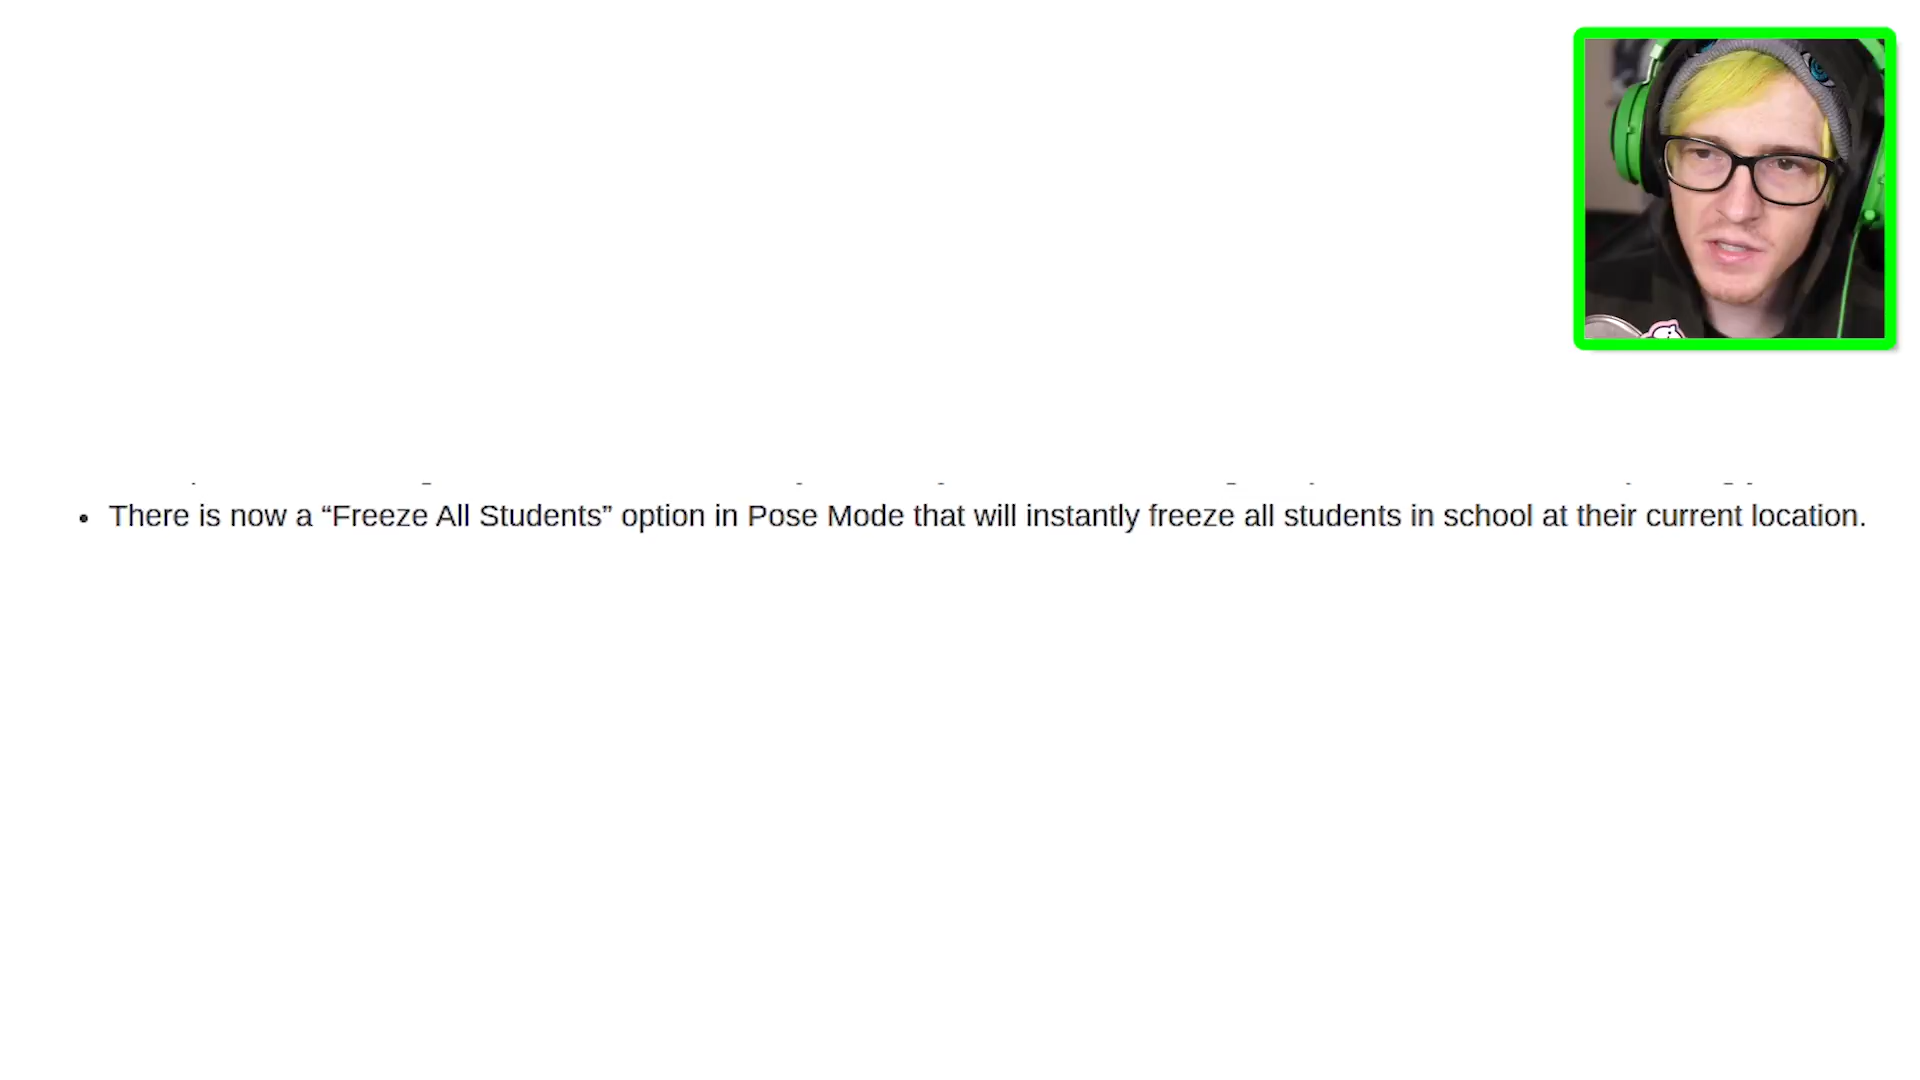 • There is now a “Freeze All Students” option in Pose Mode that will instantly freeze all students in school at their current location.